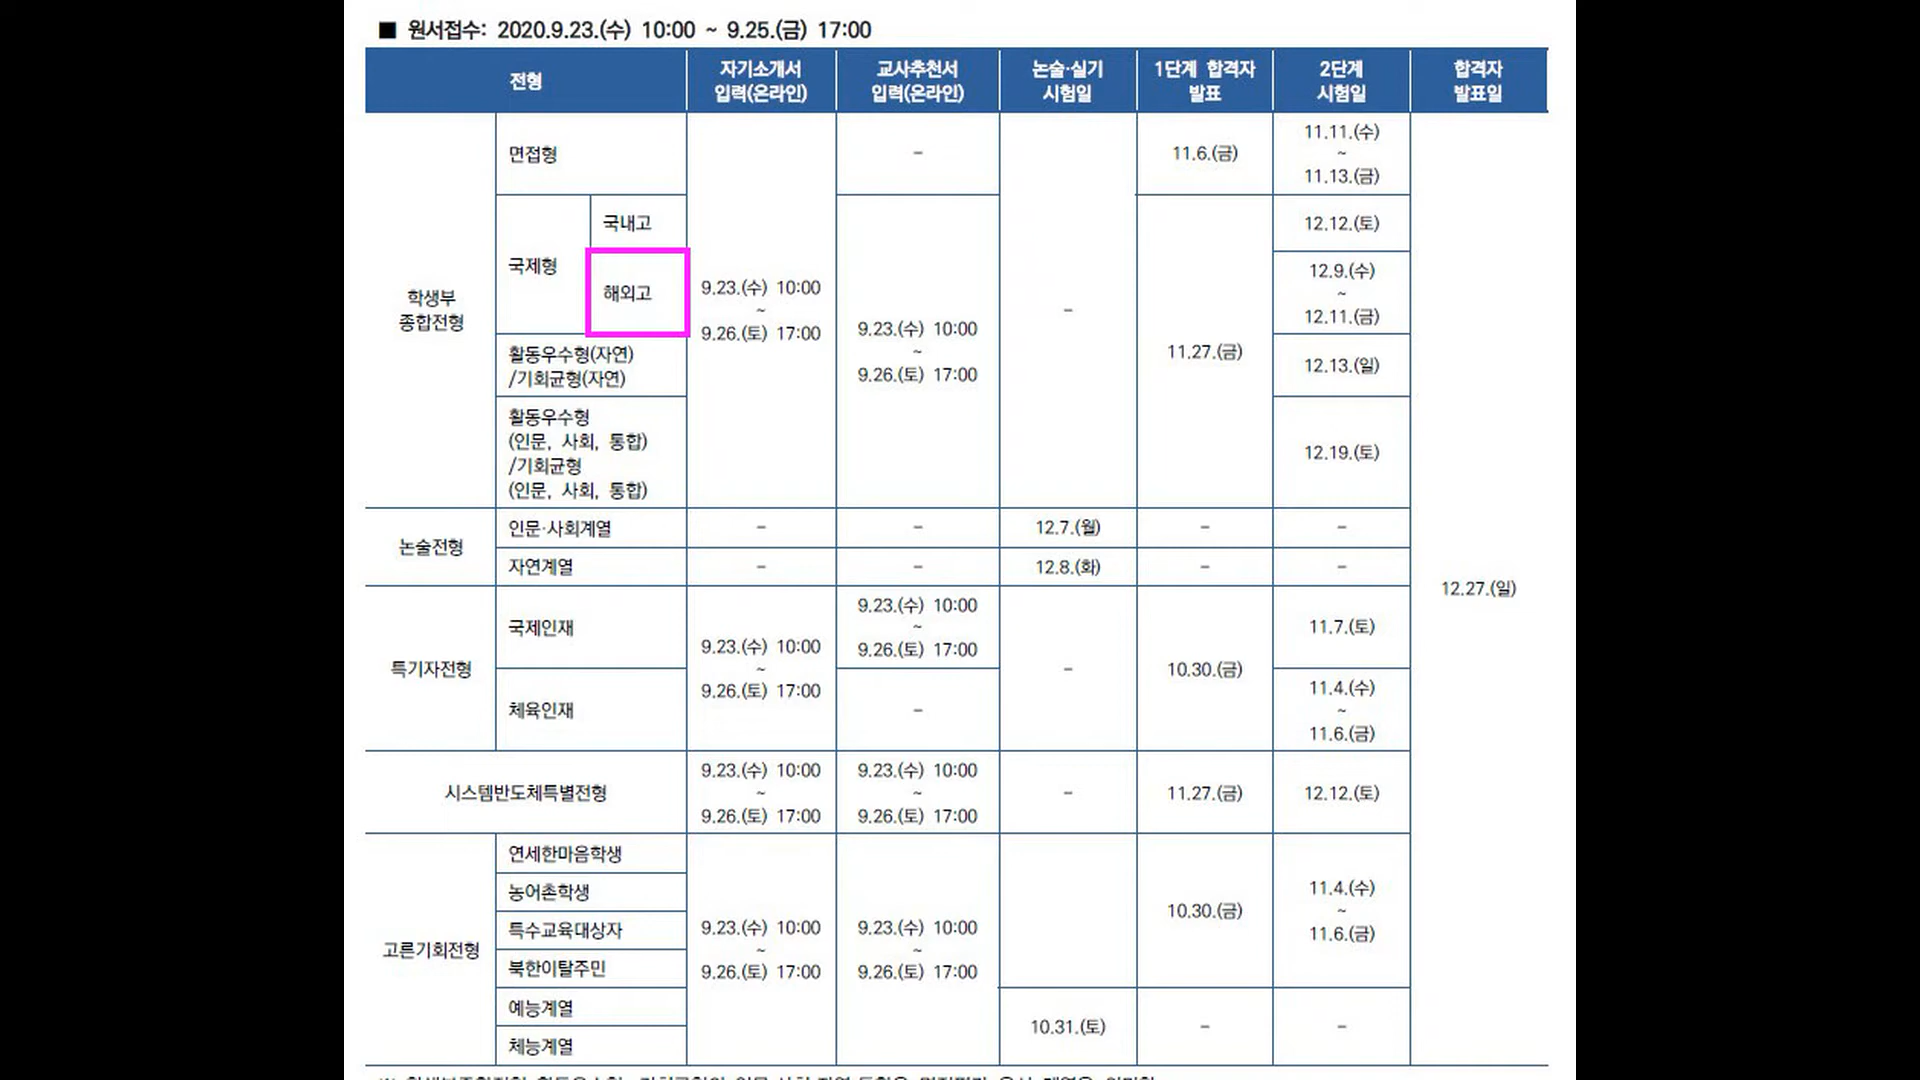 ■ 원서접수: 2020.9.23.(수) 10:00 ~ 9.25.(금) 17:00
전형
자기소개서
입력(온라인)
교사추천서
입력(온라인)
논술·실기
시험일
1단계 합격자
발표
2단계
시험일
합격자
발표일
학생부
종합전형
면접형
9.23.(수) 10:00
~
9.26.(토) 17:00
-
-
11.6.(금)
11.11.(수)
~
11.13.(금)
12.27.(일)
국제형
국내고
9.23.(수) 10:00
~
9.26.(토) 17:00
11.27.(금)
12.12.(토)
해외고
12.9.(수)
~
12.11.(금)
활동우수형(자연)
/기회균형(자연)
12.13.(일)
활동우수형
(인문, 사회, 통합)
/기회균형
(인문, 사회, 통합)
12.19.(토)
논술전형
인문·사회계열
-
-
12.7.(월)
-
-
자연계열
-
-
12.8.(화)
-
-
특기자전형
국제인재
9.23.(수) 10:00
~
9.26.(토) 17:00
9.23.(수) 10:00
~
9.26.(토) 17:00
-
10.30.(금)
11.7.(토)
체육인재
-
11.4.(수)
~
11.6.(금)
시스템반도체특별전형
9.23.(수) 10:00
~
9.26.(토) 17:00
9.23.(수) 10:00
~
9.26.(토) 17:00
-
11.27.(금)
12.12.(토)
고른기회전형
연세한마음학생
농어촌학생
특수교육대상자
북한이탈주민
예능계열
체능계열
9.23.(수) 10:00
~
9.26.(토) 17:00
9.23.(수) 10:00
~
9.26.(토) 17:00
10.30.(금)
11.4.(수)
~
11.6.(금)
10.31.(토)
-
-